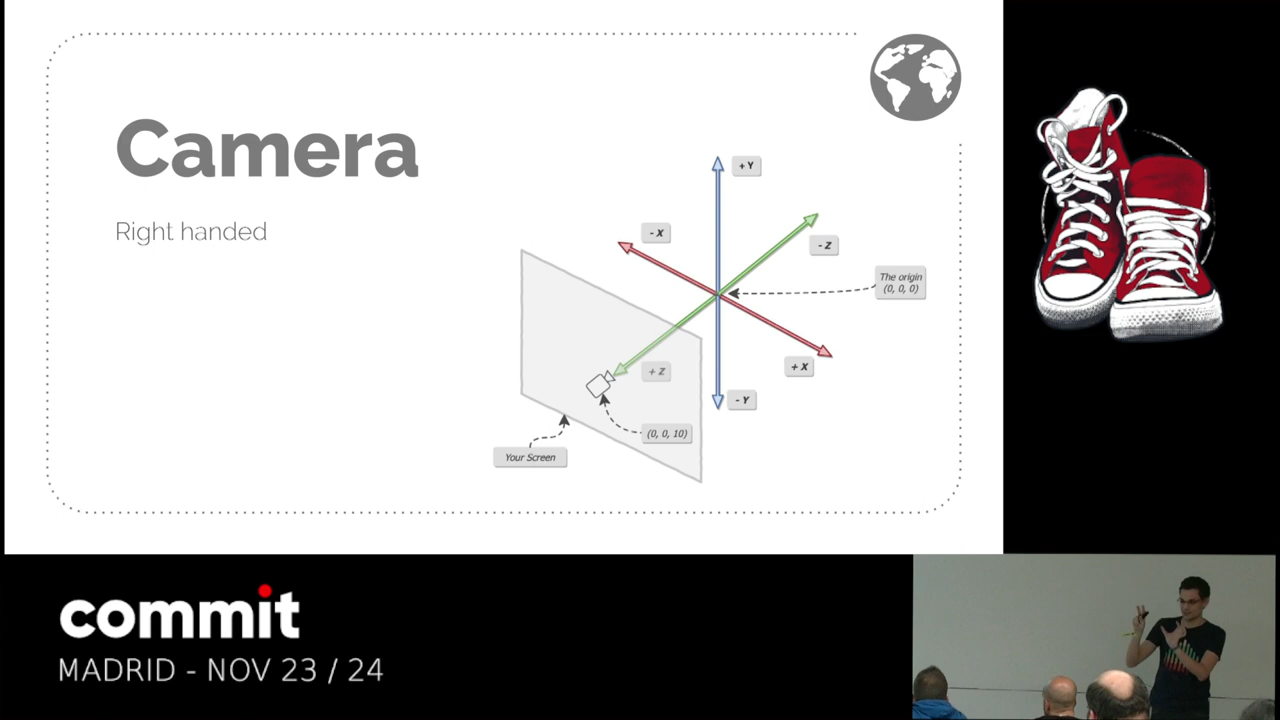 Camera
Right handed
+ Y
- X
- Z
The origin
(0, 0, 0)
+ Z
+ X
- Y
(0, 0, 10)
Your Screen
commit
MADRID - NOV 23 / 24